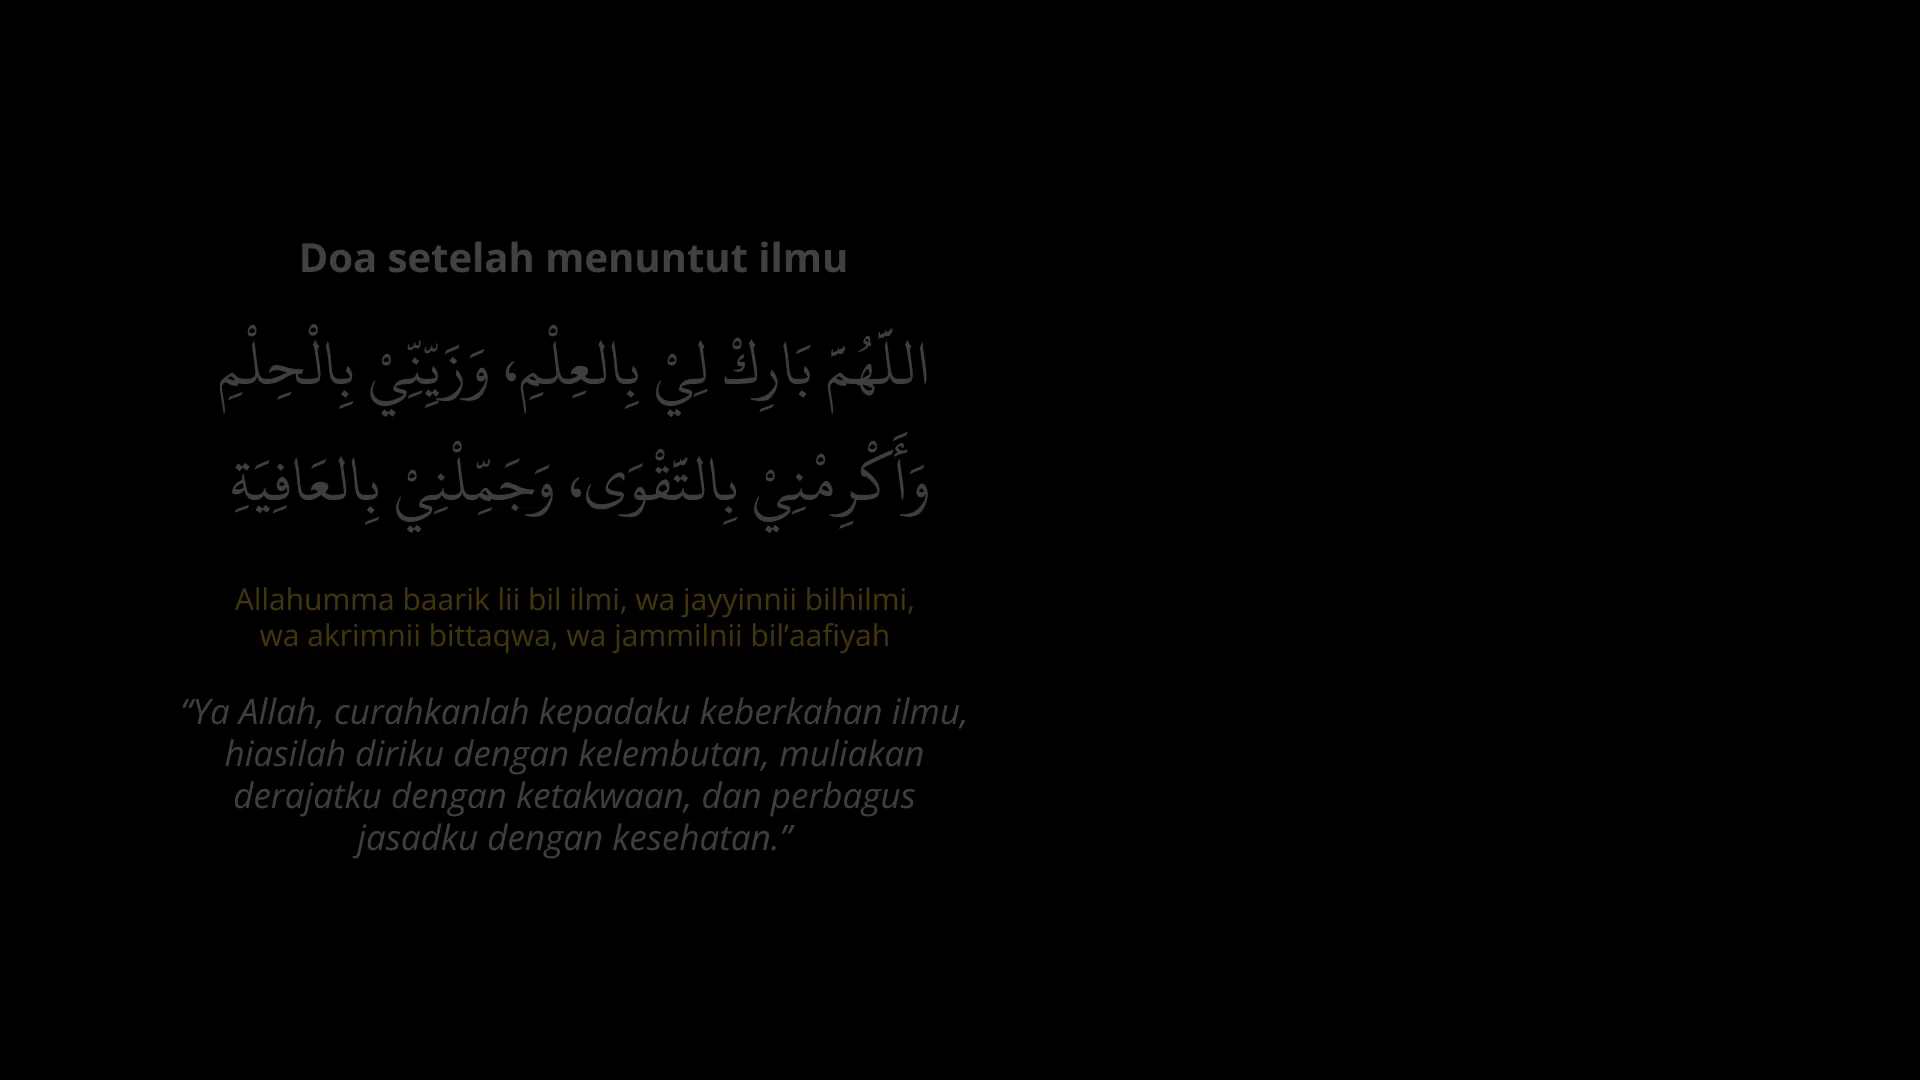 Doa setelah menuntut ilmu
اللّهُمّ بَارِكْ لِيْ بِالعِلْمِ، وَزَيِّنِّيْ بِالْحِلْمِ
وَأَكْرِمْنِيْ بِالتَّقْوَى، وَجَمِّلْنِيْ بِالعَافِيَةِ
Allahumma baarik lii bil ilmi, wa jayyinnii bilhilmi,
wa akrimnii bittaqwa, wa jammilnii bil’aafiyah
“Ya Allah, curahkanlah kepadaku keberkahan ilmu,
hiasilah diriku dengan kelembutan, muliakan
derajatku dengan ketakwaan, dan perbagus
jasadku dengan kesehatan.”